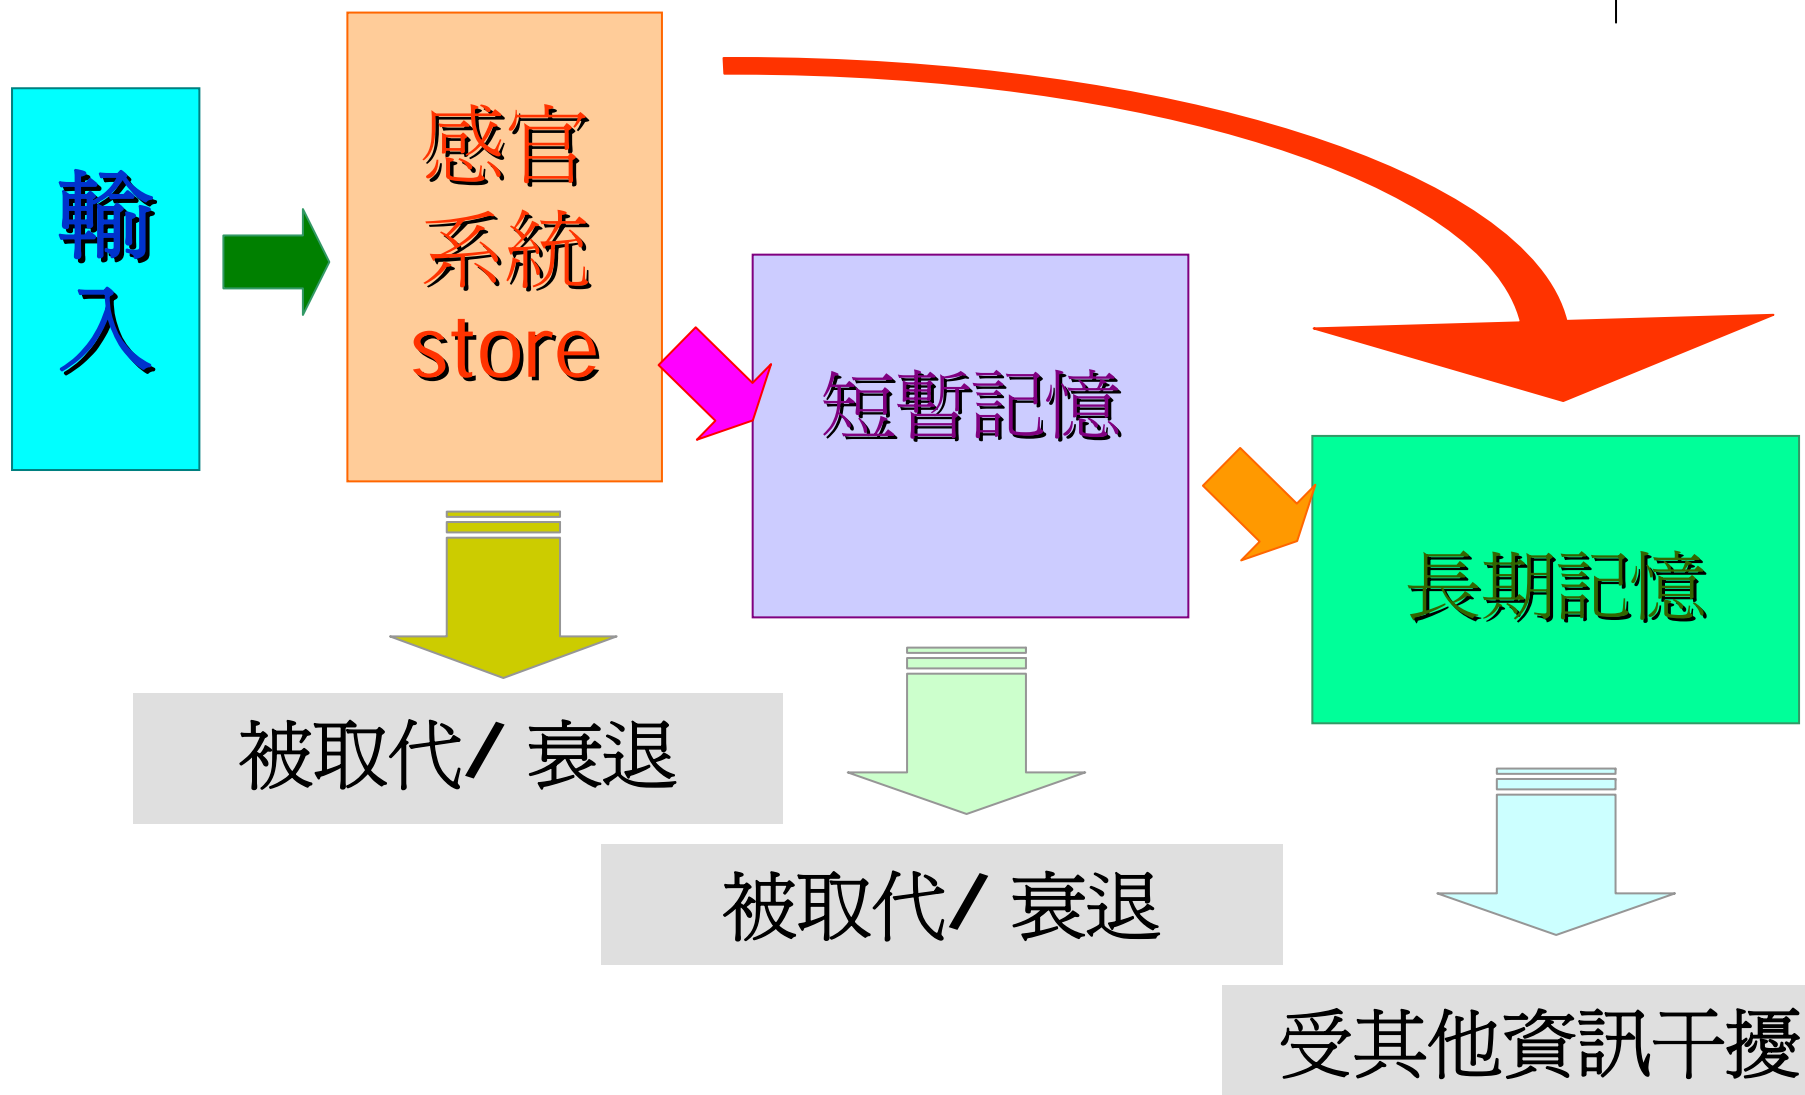 輸
入
感官
系統
store
短暫記憶
長期記憶
被取代/ 衰退
被取代/ 衰退
受其他資訊干擾